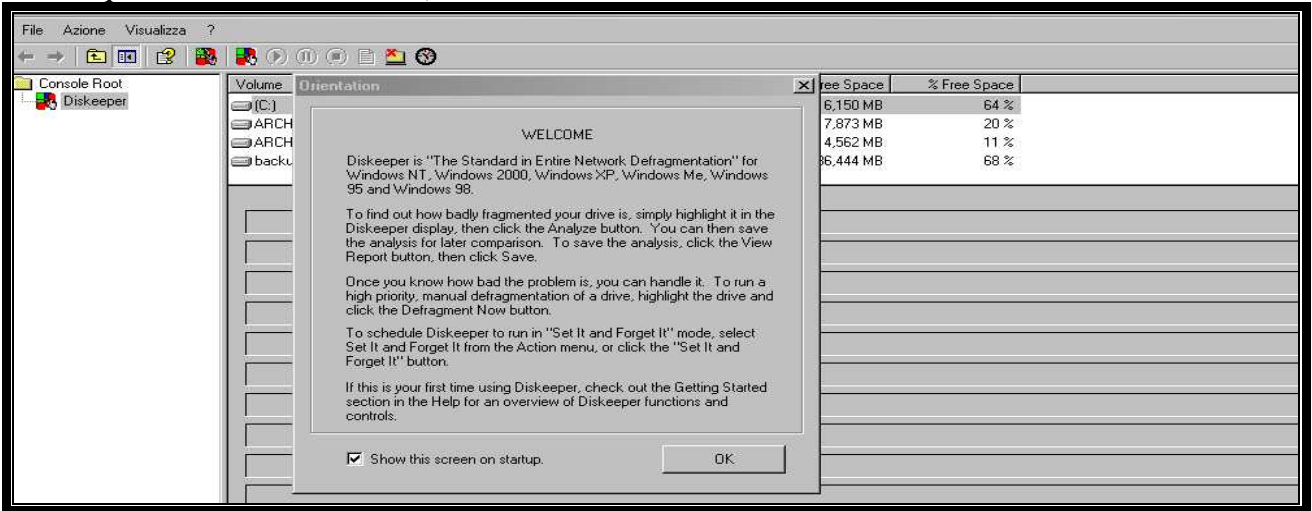 File Azione Visualizza ?
Console Root
Diskeeper
Volume
ree Space % Free Space
(C:) 6,150 MB 64 %
ARCH 7,873 MB 20 %
ARCH 4,562 MB 11 %
backu 6,444 MB 68 %
Orientation
WELCOME
Diskeeper is "The Standard in Entire Network Defragmentation" for
Windows NT, Windows 2000, Windows XP, Windows Me, Windows
95 and Windows 98.
To find out how badly fragmented your drive is, simply highlight it in the
Diskeeper display, then click the Analyze button. You can then save
the analysis for later comparison. To save the analysis, click the View
Report button, then click Save.
Once you know how bad the problem is, you can handle it. To run a
high priority, manual defragmentation of a drive, highlight the drive and
click the Defragment Now button.
To schedule Diskeeper to run in "Set It and Forget It" mode, select
Set It and Forget It from the Action menu, or click the "Set It and
Forget It" button.
If this is your first time using Diskeeper, check out the Getting Started
section in the Help for an overview of Diskeeper functions and
controls.
Show this screen on startup.
OK